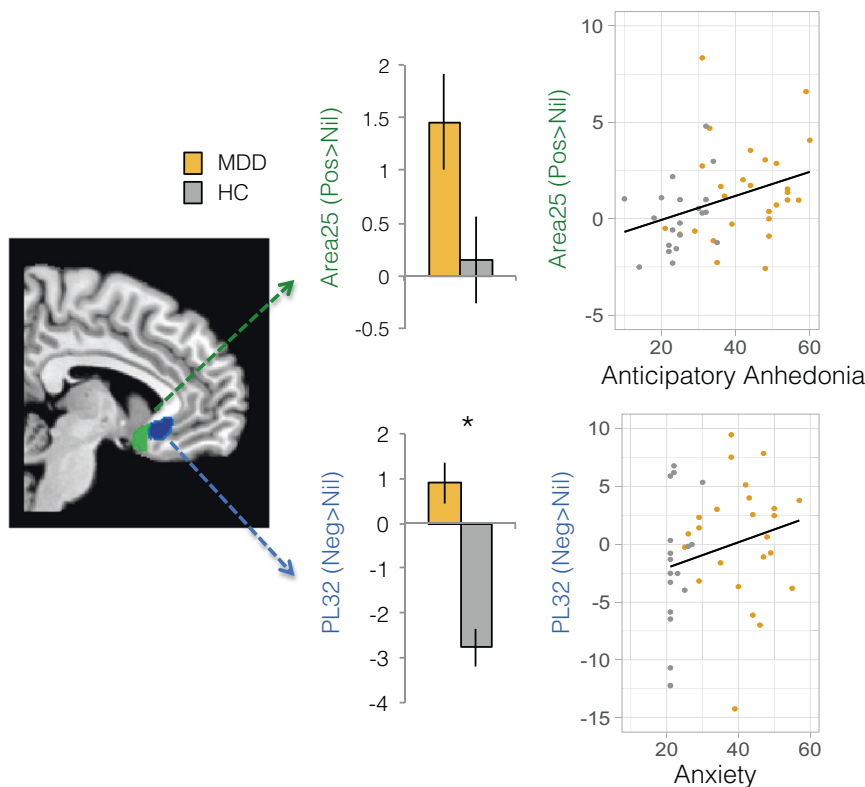 MDD
HC
Area25 (Pos>Nil)
2
1.5
1
0.5
0
-0.5
Area25 (Pos>Nil)
10
5
0
-5
20 40 60
Anticipatory Anhedonia
PL32 (Neg>Nil)
*
2
1
0
-1
-2
-3
-4
PL32 (Neg>Nil)
10
5
0
-5
-10
-15
20 40 60
Anxiety